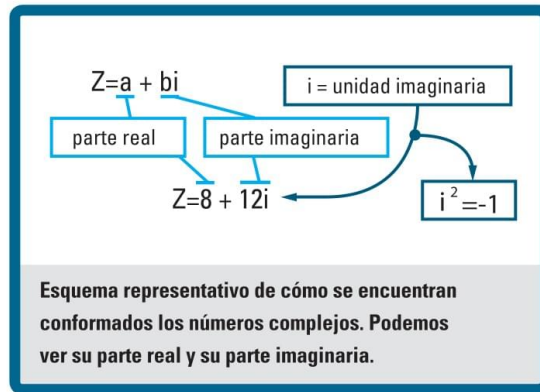 Z=a + bi
i = unidad imaginaria
parte real
parte imaginaria
Z=8 + 12i
i²=-1
Esquema representativo de cómo se encuentran
conformados los números complejos. Podemos
ver su parte real y su parte imaginaria.